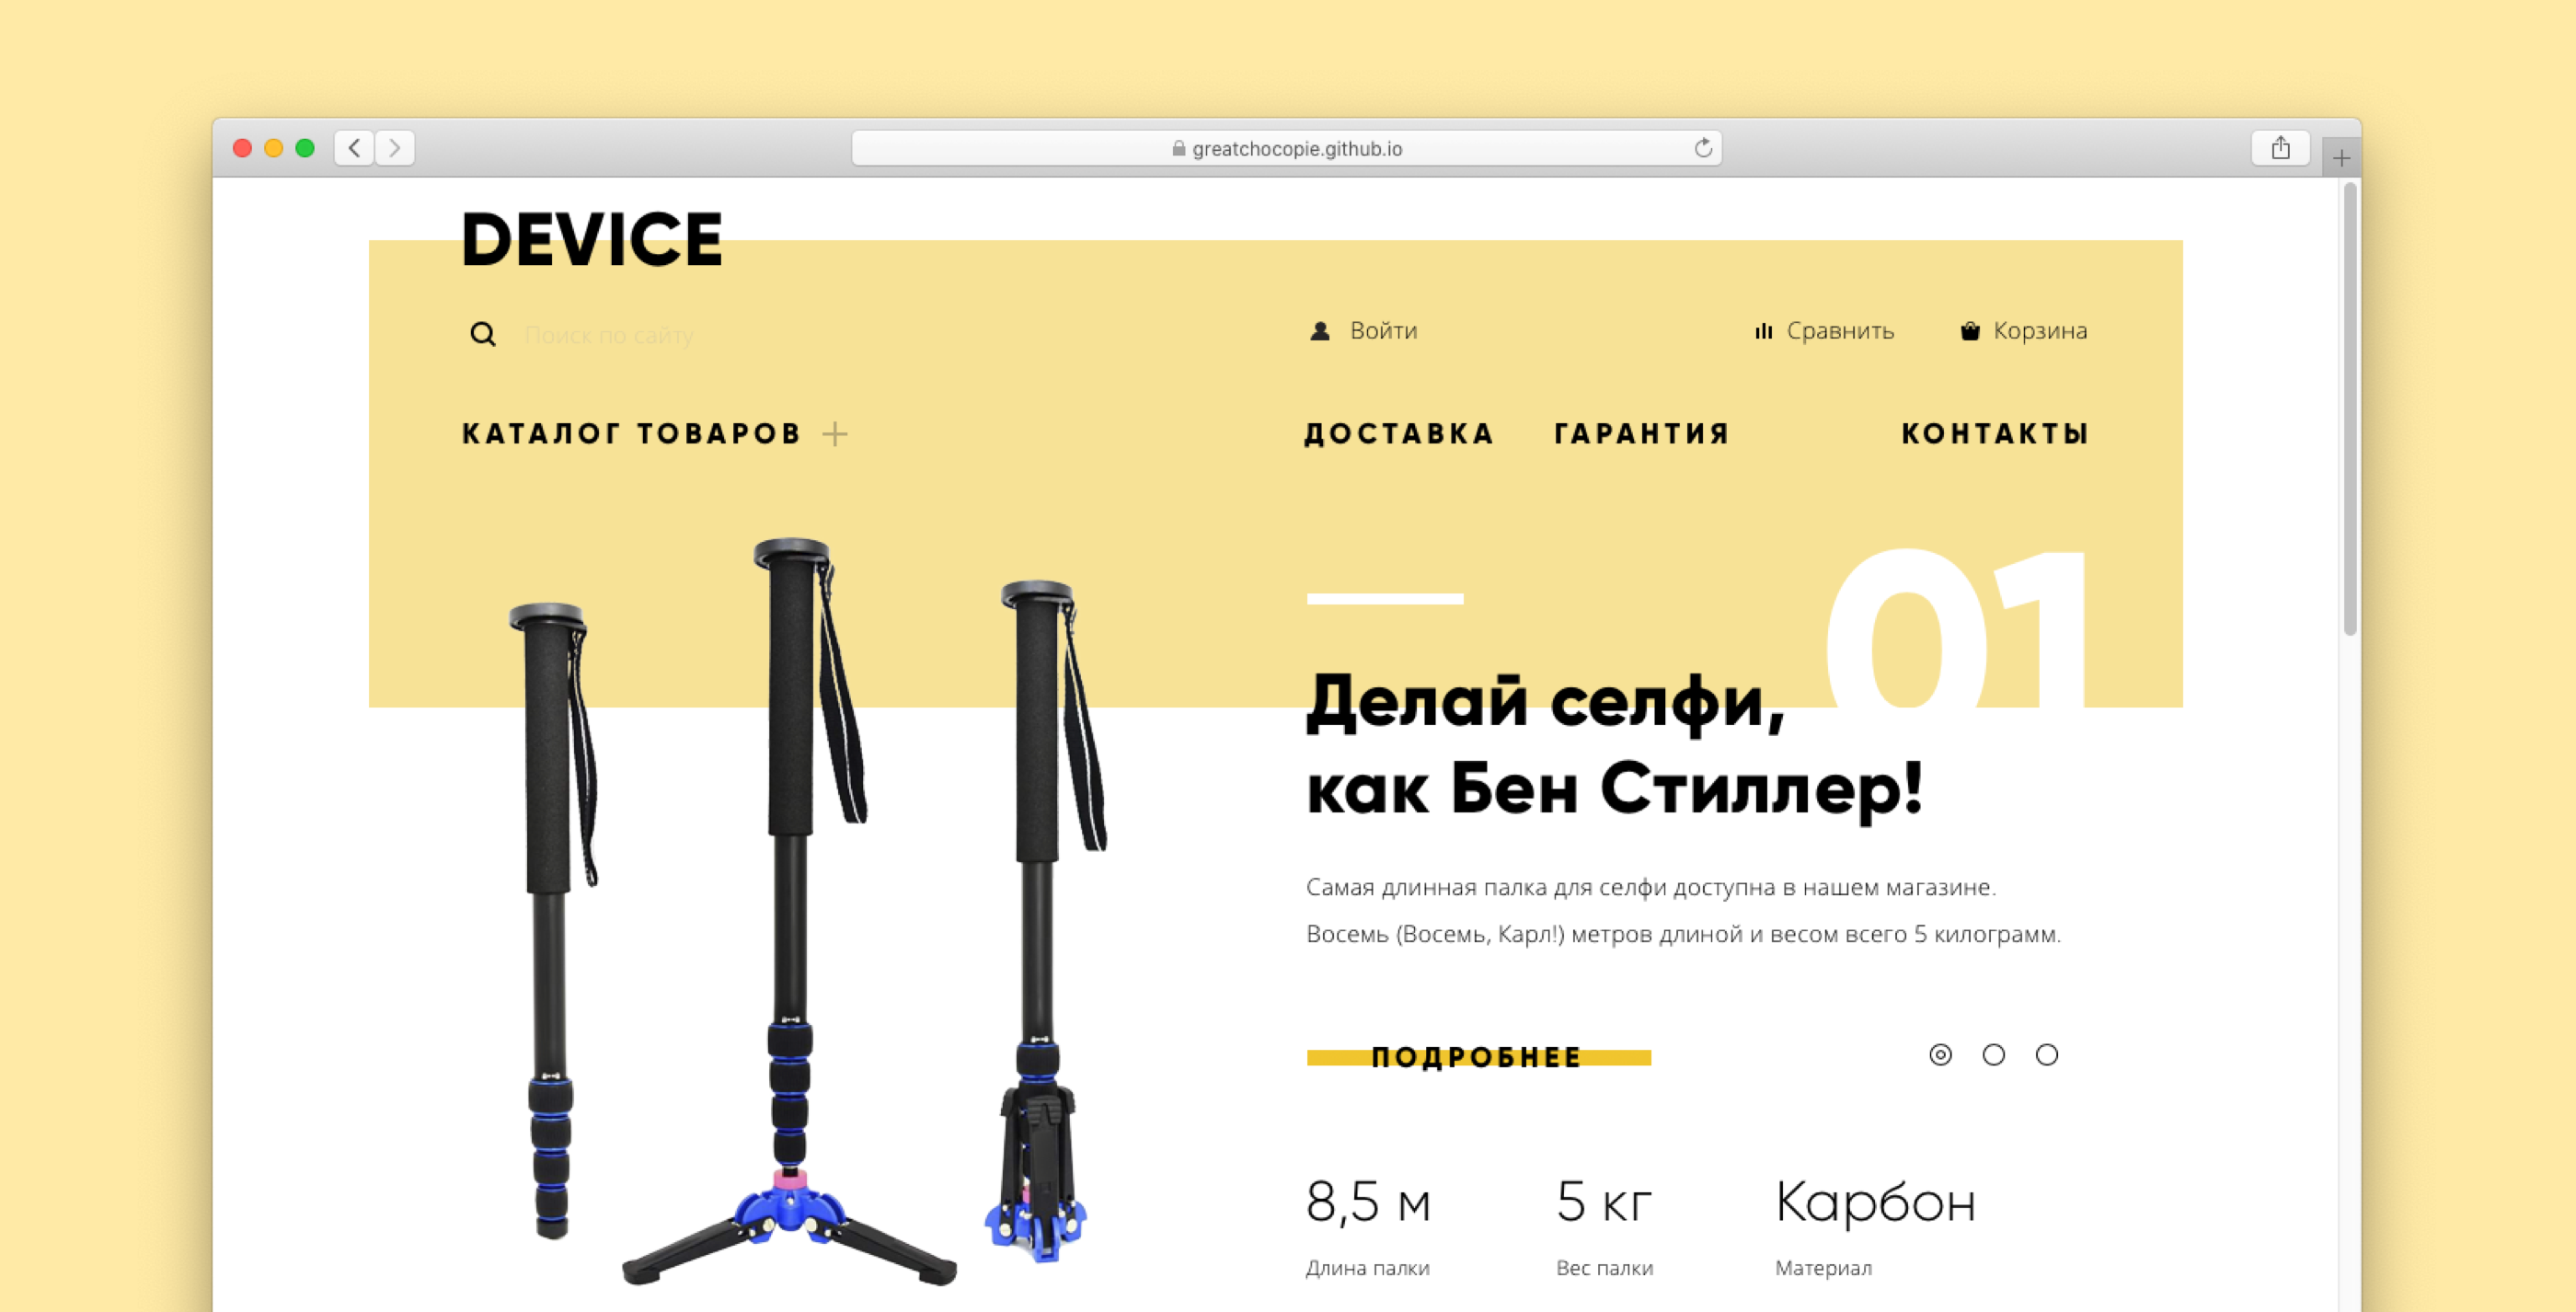 greatchocopie.github.io
DEVICE
Поиск по сайту
Войти
Сравнить
Корзина
КАТАЛОГ ТОВАРОВ
ДОСТАВКА
ГАРАНТИЯ
КОНТАКТЫ
01
Делай селфи,
как Бен Стиллер!
Самая длинная палка для селфи доступна в нашем магазине.
Восемь (Восемь, Карл!) метров длиной и весом всего 5 килограмм.
ПОДРОБНЕЕ
8,5 м
5 кг
Карбон
Длина палки
Вес палки
Материал